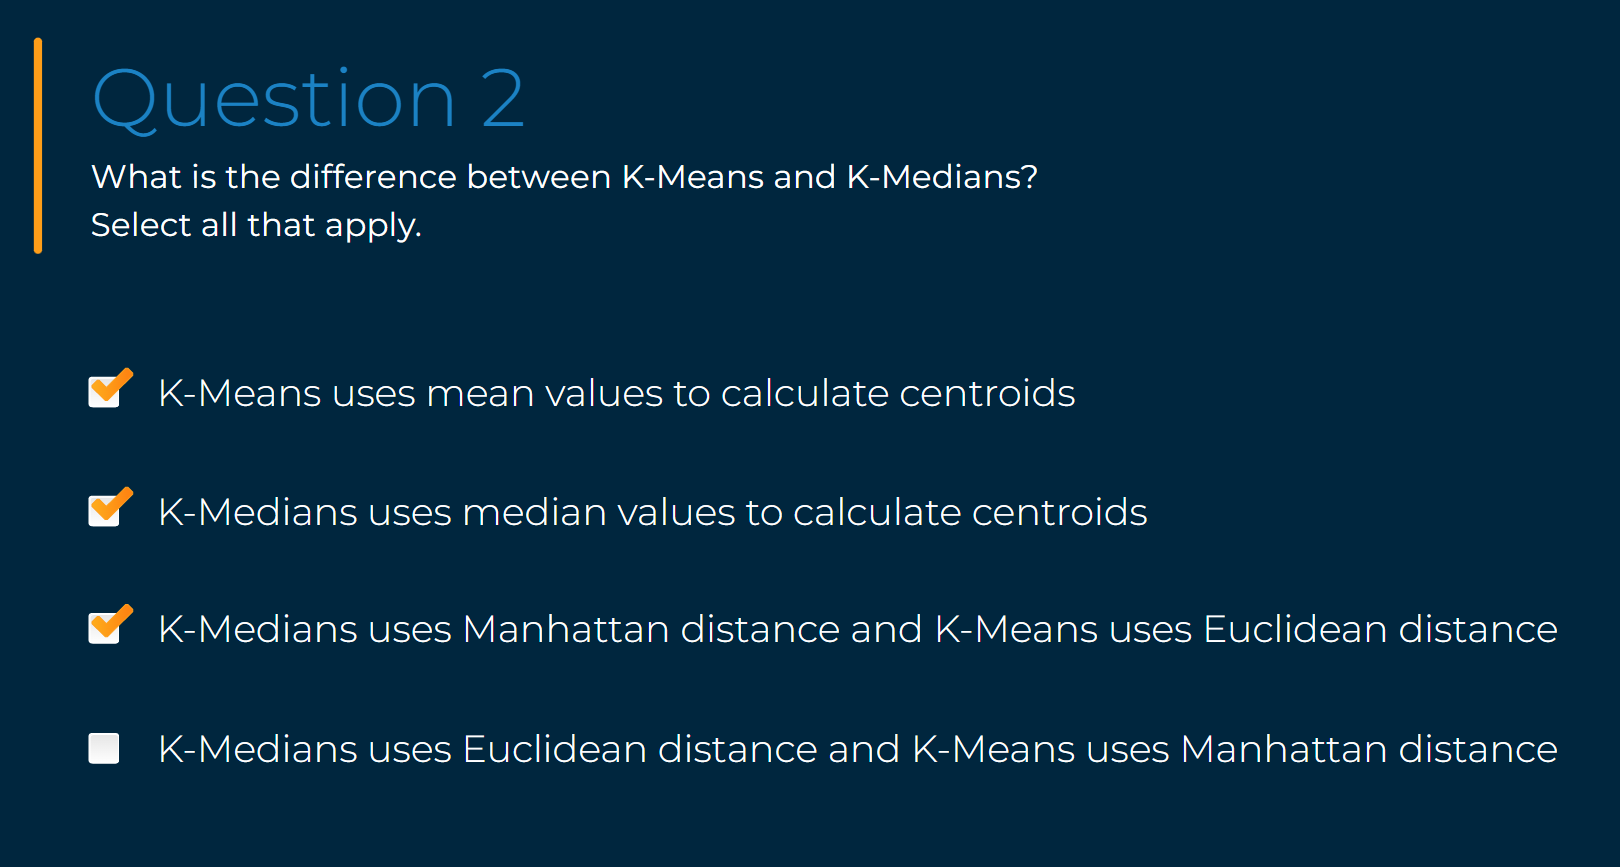 Question 2
What is the difference between K-Means and K-Medians?
Select all that apply.
K-Means uses mean values to calculate centroids
K-Medians uses median values to calculate centroids
K-Medians uses Manhattan distance and K-Means uses Euclidean distance
K-Medians uses Euclidean distance and K-Means uses Manhattan distance